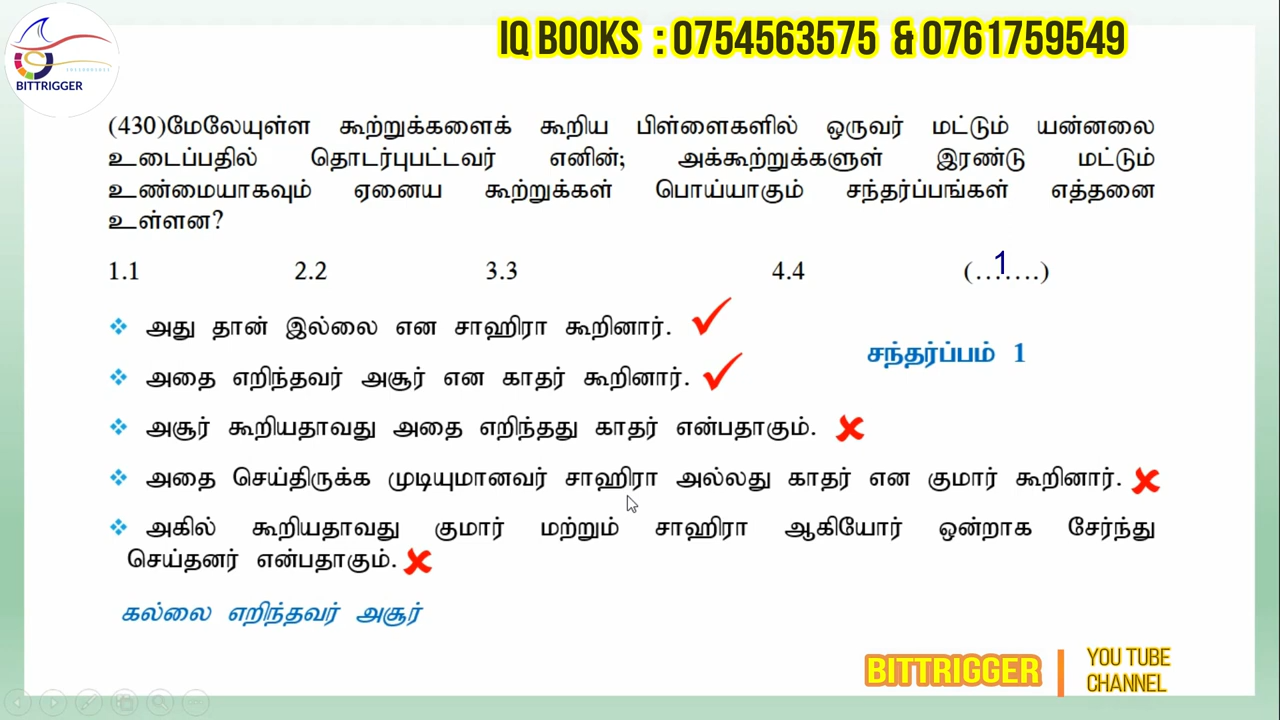 IQ BOOKS : 0754563575 & 0761759549
BITTRIGGER
(430)மேலேயுள்ள கூற்றுக்களைக் கூறிய பிள்ளைகளில் ஒருவர் மட்டும் யன்னலை
உடைப்பதில் தொடர்புபட்டவர் எனின்; அக்கூற்றுக்களுள் இரண்டு மட்டும்
உண்மையாகவும் ஏனைய கூற்றுக்கள் பொய்யாகும் சந்தர்ப்பங்கள் எத்தனை
உள்ளன?
1.1 2.2 3.3 4.4 (...1....)
❖ அது தான் இல்லை என சாஹிரா கூறினார். ✓
சந்தர்ப்பம் 1
❖ அதை எறிந்தவர் அசூர் என காதர் கூறினார். ✓
❖ அசூர் கூறியதாவது அதை எறிந்தது காதர் என்பதாகும். ✘
❖ அதை செய்திருக்க முடியுமானவர் சாஹிரா அல்லது காதர் என குமார் கூறினார். ✘
❖ அகில் கூறியதாவது குமார் மற்றும் சாஹிரா ஆகியோர் ஒன்றாக சேர்ந்து
செய்தனர் என்பதாகும். ✘
கல்லை எறிந்தவர் அசூர்
BITTRIGGER
YOU TUBE
CHANNEL